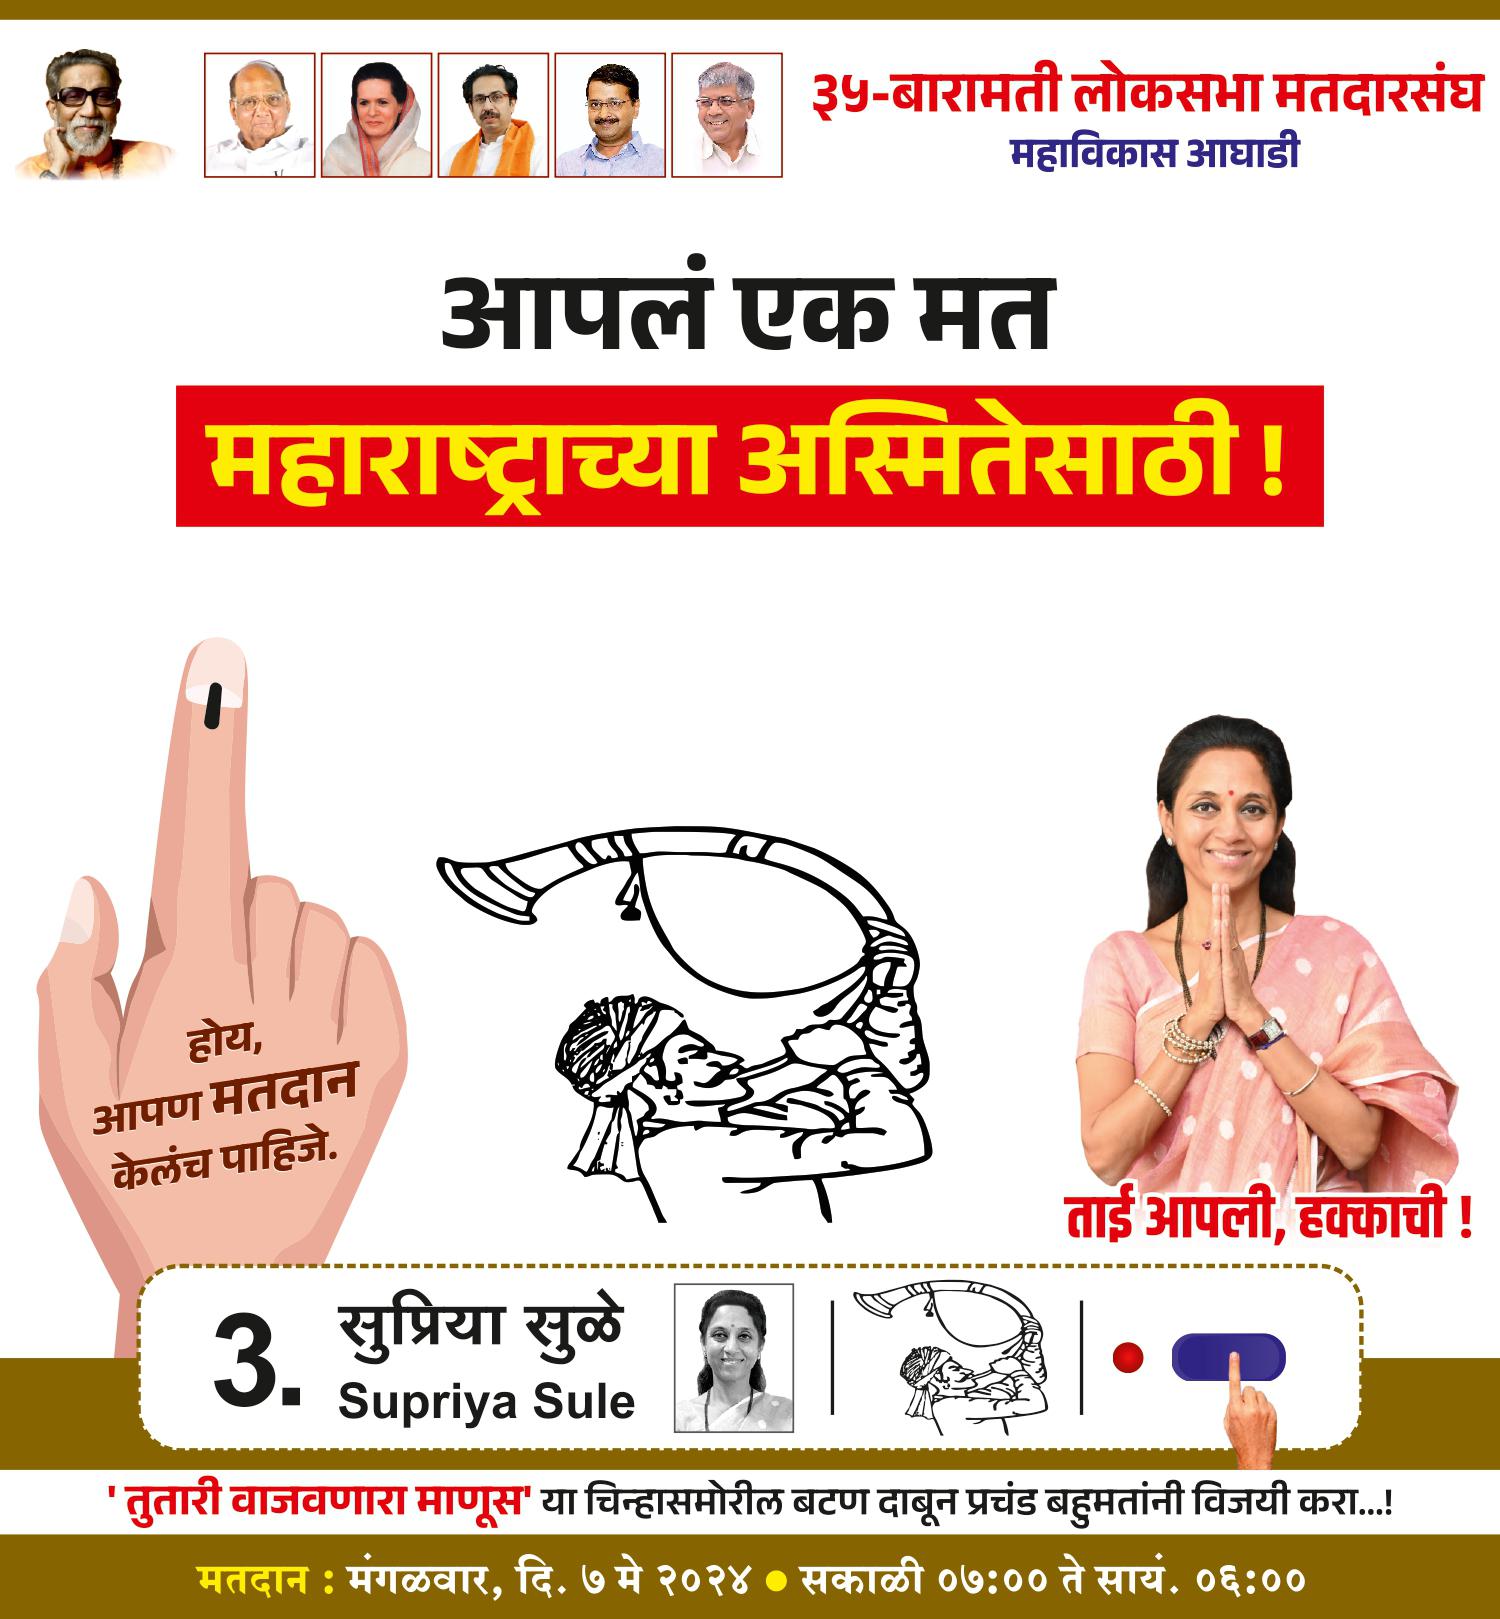 ३५-बारामती लोकसभा मतदारसंघ
महाविकास आघाडी
आपलं एक मत
महाराष्ट्राच्या अस्मितेसाठी !
होय,
आपण मतदान
केलंच पाहिजे.
ताई आपली, हक्काची !
3.
सुप्रिया सुळे
Supriya Sule
' तुतारी वाजवणारा माणूस' या चिन्हासमोरील बटण दाबून प्रचंड बहुमतांनी विजयी करा...!
मतदान : मंगळवार, दि. ७ मे २०२४ ● सकाळी ०७:०० ते सायं. ०६:००